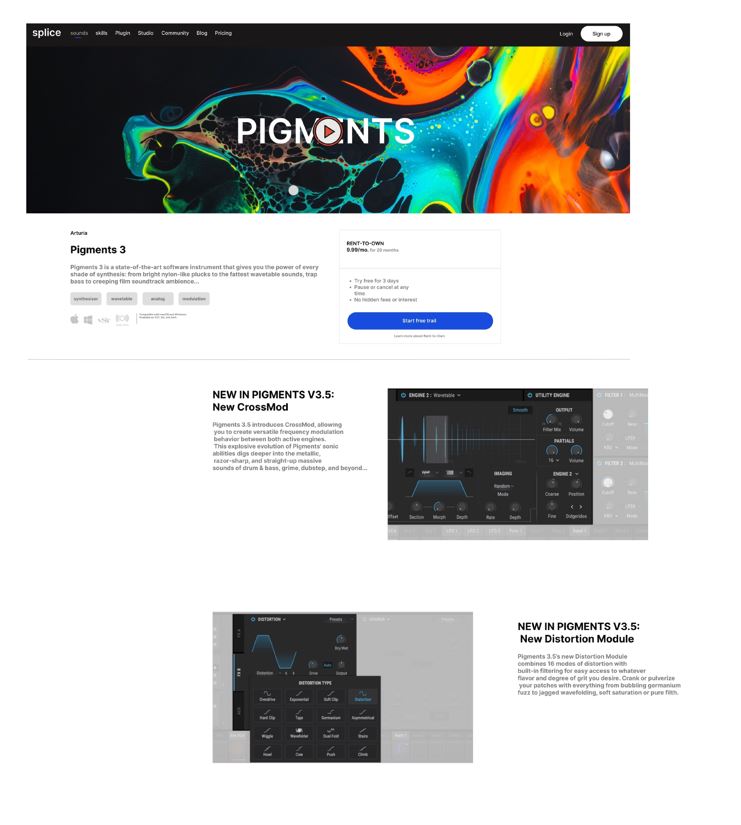 splice
sounds skills Plugin Studio Community Blog Pricing
Login
Sign up
PIGMENTS
Arturia
Pigments 3
Pigments 3 is a state-of-the-art software instrument that gives you the power of every
shade of synthesis: from bright nylon-like plucks to the fattest wavetable sounds, trap
bass to creeping film soundtrack ambience...
synthesizer wavetable analog modulation
RENT-TO-OWN
9.99/mo. for 20 months
• Try free for 3 days
• Pause or cancel at any
time
• No hidden fees or interest
Start free trail
Learn more about Rent-to-Own
NEW IN PIGMENTS V3.5:
New CrossMod
Pigments 3.5 introduces CrossMod, allowing
you to create versatile frequency modulation
behavior between both active engines.
This explosive evolution of Pigments' sonic
abilities digs deeper into the metallic,
razor-sharp, and straight-up massive
sounds of drum & bass, grime, dubstep, and beyond...
ENGINE 2: Wavetable
UTILITY ENGINE
FILTER 1
Smooth
OUTPUT
Filter Mix Volume
Cutoff
PARTIALS
16 Volume
Mode
FILTER 2
IMAGING
ENGINE 2
Random
Mode
Coarse Position
Cutoff
Section Morph Depth
Rate Depth
Fine
Mode
NEW IN PIGMENTS V3.5:
New Distortion Module
Pigments 3.5's new Distortion Module
combines 16 modes of distortion with
built-in filtering for easy access to whatever
flavor and degree of grit you desire. Crank or pulverize
your patches with everything from bubbling germanium
fuzz to jagged wavefolding, soft saturation or pure filth.
DISTORTION
Presets
Presets
FX A
Dry/Wet
FX B
Auto
Distortion Drive Output
DISTORTION TYPE
AUX
Overdrive Exponential Soft Clip Distortion
Hard Clip Tape Germanium Asymmetrical
Wiggle Wavefolder Dual Fold Stairs
Howl Cow Push Climb